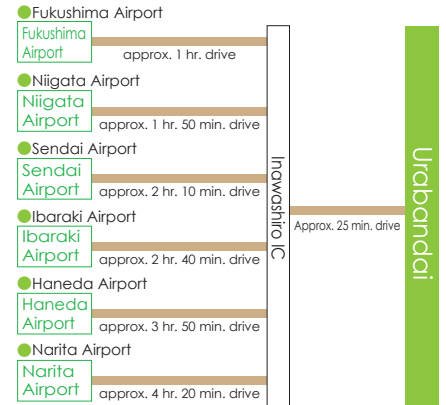 Fukushima Airport
Fukushima
Airport
approx. 1 hr. drive
Niigata Airport
Niigata
Airport
approx. 1 hr. 50 min. drive
Sendai Airport
Sendai
Airport
approx. 2 hr. 10 min. drive
Ibaraki Airport
Ibaraki
Airport
approx. 2 hr. 40 min. drive
Haneda Airport
Haneda
Airport
approx. 3 hr. 50 min. drive
Narita Airport
Narita
Airport
approx. 4 hr. 20 min. drive
Inawashiro IC
Approx. 25 min. drive
Urabandai